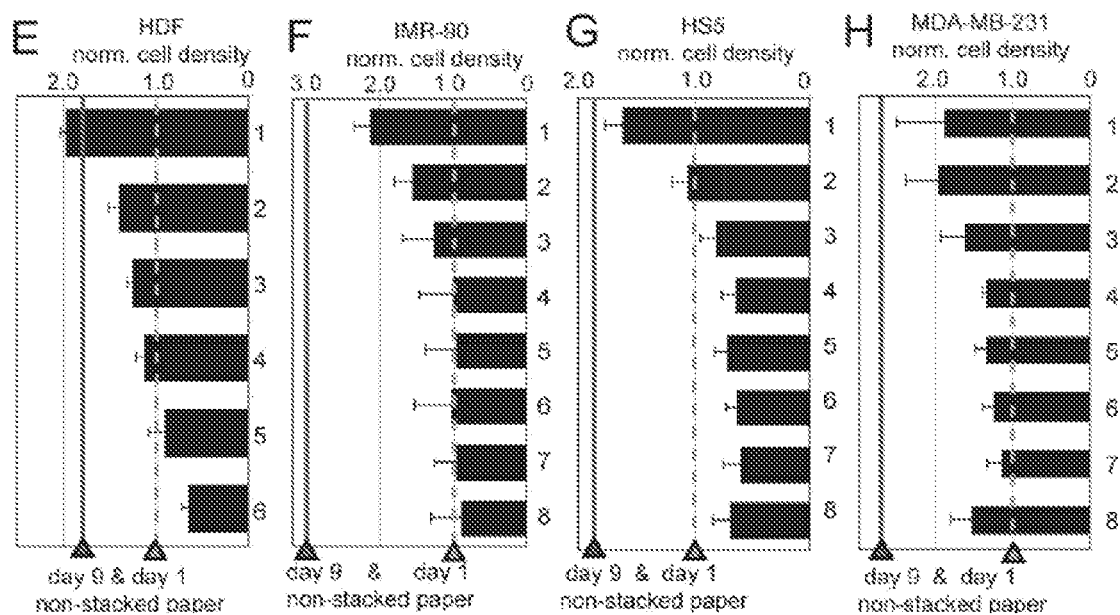 E
HDF
norm. cell density
2.0 1.0 0
1
2
3
4
5
6
day 9 & day 1
non-stacked paper
F
IMR-90
norm. cell density
3.0 2.0 1.0 0
1
2
3
4
5
6
7
8
day 9 & day 1
non-stacked paper
G
HS5
norm. cell density
2.0 1.0 0
1
2
3
4
5
6
7
8
day 9 & day 1
non-stacked paper
H
MDA-MB-231
norm. cell density
2.0 1.0 0
1
2
3
4
5
6
7
8
day 9 & day 1
non-stacked paper